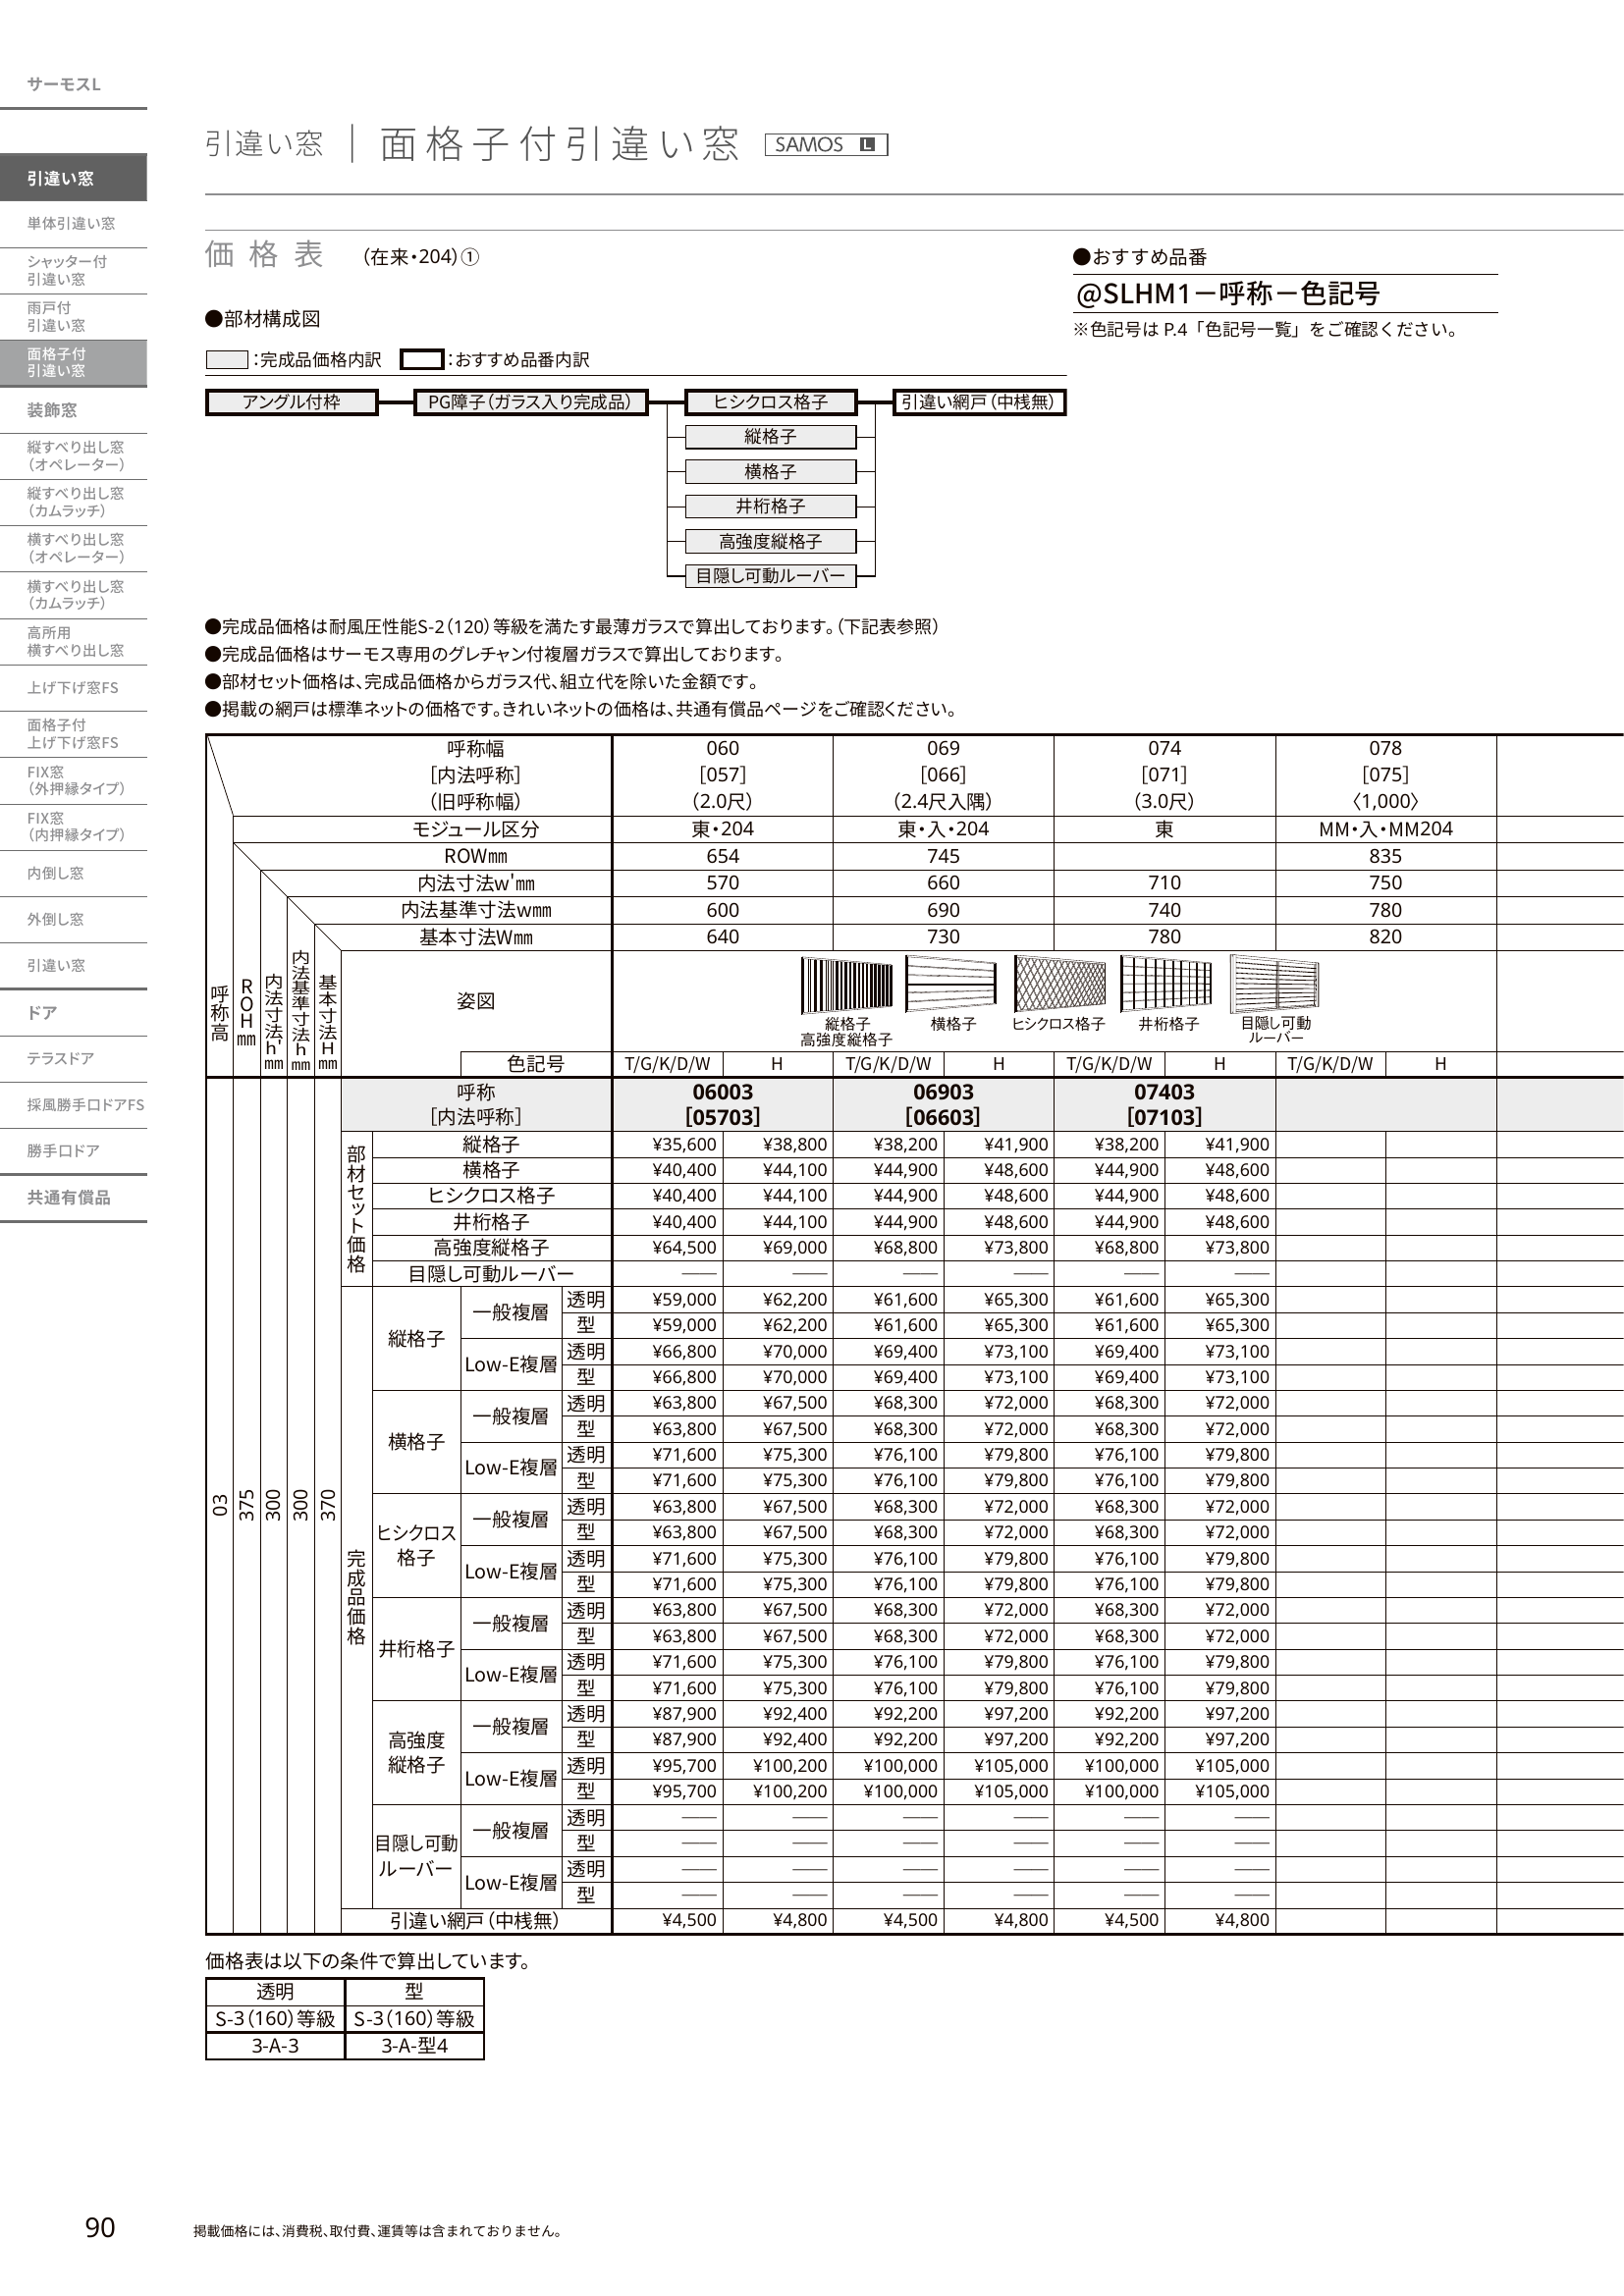 サーモスL
引違い窓
単体引違い窓
シャッター付
引違い窓
雨戸付
引違い窓
面格子付
引違い窓
装飾窓
縦すべり出し窓
（オペレーター）
縦すべり出し窓
（カムラッチ）
横すべり出し窓
（オペレーター）
横すべり出し窓
（カムラッチ）
高所用
横すべり出し窓
上げ下げ窓FS
面格子付
上げ下げ窓FS
FIX窓
（外押縁タイプ）
FIX窓
（内押縁タイプ）
内倒し窓
外倒し窓
引違い窓
ドア
テラスドア
採風勝手口ドアFS
勝手口ドア
共通有償品
引違い窓｜面格子付引違い窓 SAMOS L
価格表 （在来・204）①
●おすすめ品番
@SLHM1－呼称－色記号
※色記号は P.4「色記号一覧」をご確認ください。
●部材構成図
：完成品価格内訳 ：おすすめ品番内訳
アングル付枠 PG障子（ガラス入り完成品） ヒシクロス格子 引違い網戸（中桟無）
縦格子
横格子
井桁格子
高強度縦格子
目隠し可動ルーバー
●完成品価格は耐風圧性能S-2（120）等級を満たす最薄ガラスで算出しております。（下記表参照）
●完成品価格はサーモス専用のグレチャン付複層ガラスで算出しております。
●部材セット価格は、完成品価格からガラス代、組立代を除いた金額です。
●掲載の網戸は標準ネットの価格です。きれいネットの価格は、共通有償品ページをご確認ください。
呼称幅 060 069 074 078
［内法呼称］ ［057］ ［066］ ［071］ ［075］
（旧呼称幅） （2.0尺） （2.4尺入隅） （3.0尺） 〈1,000〉
モジュール区分 東・204 東・入・204 東 MM・入・MM204
ROW㎜ 654 745 835
内法寸法w'㎜ 570 660 710 750
内法基準寸法w㎜ 600 690 740 780
基本寸法W㎜ 640 730 780 820
呼称高 ROH㎜ 内法寸法h'㎜ 内法基準寸法h㎜ 基本寸法H㎜ 姿図
縦格子
高強度縦格子 横格子 ヒシクロス格子 井桁格子 目隠し可動
ルーバー
色記号 T/G/K/D/W H T/G/K/D/W H T/G/K/D/W H T/G/K/D/W H
呼称 06003 06903 07403
［内法呼称］ ［05703］ ［06603］ ［07103］
03 375 300 300 370
部材セット価格
縦格子 ¥35,600 ¥38,800 ¥38,200 ¥41,900 ¥38,200 ¥41,900
横格子 ¥40,400 ¥44,100 ¥44,900 ¥48,600 ¥44,900 ¥48,600
ヒシクロス格子 ¥40,400 ¥44,100 ¥44,900 ¥48,600 ¥44,900 ¥48,600
井桁格子 ¥40,400 ¥44,100 ¥44,900 ¥48,600 ¥44,900 ¥48,600
高強度縦格子 ¥64,500 ¥69,000 ¥68,800 ¥73,800 ¥68,800 ¥73,800
目隠し可動ルーバー —— —— —— —— —— ——
完成品価格
縦格子 一般複層 透明 ¥59,000 ¥62,200 ¥61,600 ¥65,300 ¥61,600 ¥65,300
型 ¥59,000 ¥62,200 ¥61,600 ¥65,300 ¥61,600 ¥65,300
Low-E複層 透明 ¥66,800 ¥70,000 ¥69,400 ¥73,100 ¥69,400 ¥73,100
型 ¥66,800 ¥70,000 ¥69,400 ¥73,100 ¥69,400 ¥73,100
横格子 一般複層 透明 ¥63,800 ¥67,500 ¥68,300 ¥72,000 ¥68,300 ¥72,000
型 ¥63,800 ¥67,500 ¥68,300 ¥72,000 ¥68,300 ¥72,000
Low-E複層 透明 ¥71,600 ¥75,300 ¥76,100 ¥79,800 ¥76,100 ¥79,800
型 ¥71,600 ¥75,300 ¥76,100 ¥79,800 ¥76,100 ¥79,800
ヒシクロス
格子 一般複層 透明 ¥63,800 ¥67,500 ¥68,300 ¥72,000 ¥68,300 ¥72,000
型 ¥63,800 ¥67,500 ¥68,300 ¥72,000 ¥68,300 ¥72,000
Low-E複層 透明 ¥71,600 ¥75,300 ¥76,100 ¥79,800 ¥76,100 ¥79,800
型 ¥71,600 ¥75,300 ¥76,100 ¥79,800 ¥76,100 ¥79,800
井桁格子 一般複層 透明 ¥63,800 ¥67,500 ¥68,300 ¥72,000 ¥68,300 ¥72,000
型 ¥63,800 ¥67,500 ¥68,300 ¥72,000 ¥68,300 ¥72,000
Low-E複層 透明 ¥71,600 ¥75,300 ¥76,100 ¥79,800 ¥76,100 ¥79,800
型 ¥71,600 ¥75,300 ¥76,100 ¥79,800 ¥76,100 ¥79,800
高強度
縦格子 一般複層 透明 ¥87,900 ¥92,400 ¥92,200 ¥97,200 ¥92,200 ¥97,200
型 ¥87,900 ¥92,400 ¥92,200 ¥97,200 ¥92,200 ¥97,200
Low-E複層 透明 ¥95,700 ¥100,200 ¥100,000 ¥105,000 ¥100,000 ¥105,000
型 ¥95,700 ¥100,200 ¥100,000 ¥105,000 ¥100,000 ¥105,000
目隠し可動
ルーバー 一般複層 透明 —— —— —— —— —— ——
型 —— —— —— —— —— ——
Low-E複層 透明 —— —— —— —— —— ——
型 —— —— —— —— —— ——
引違い網戸（中桟無） ¥4,500 ¥4,800 ¥4,500 ¥4,800 ¥4,500 ¥4,800
価格表は以下の条件で算出しています。
透明 型
S-3（160）等級 S-3（160）等級
3-A-3 3-A-型4
90
掲載価格には、消費税、取付費、運賃等は含まれておりません。